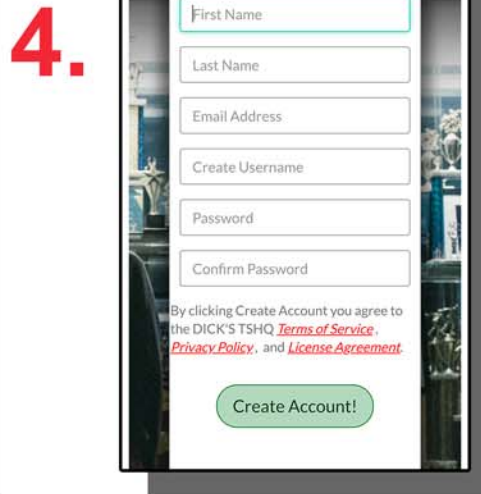 4.
First Name
Last Name
Email Address
Create Username
Password
Confirm Password
By clicking Create Account you agree to
the DICK'S TSHQ Terms of Service ,
Privacy Policy , and License Agreement.
Create Account!